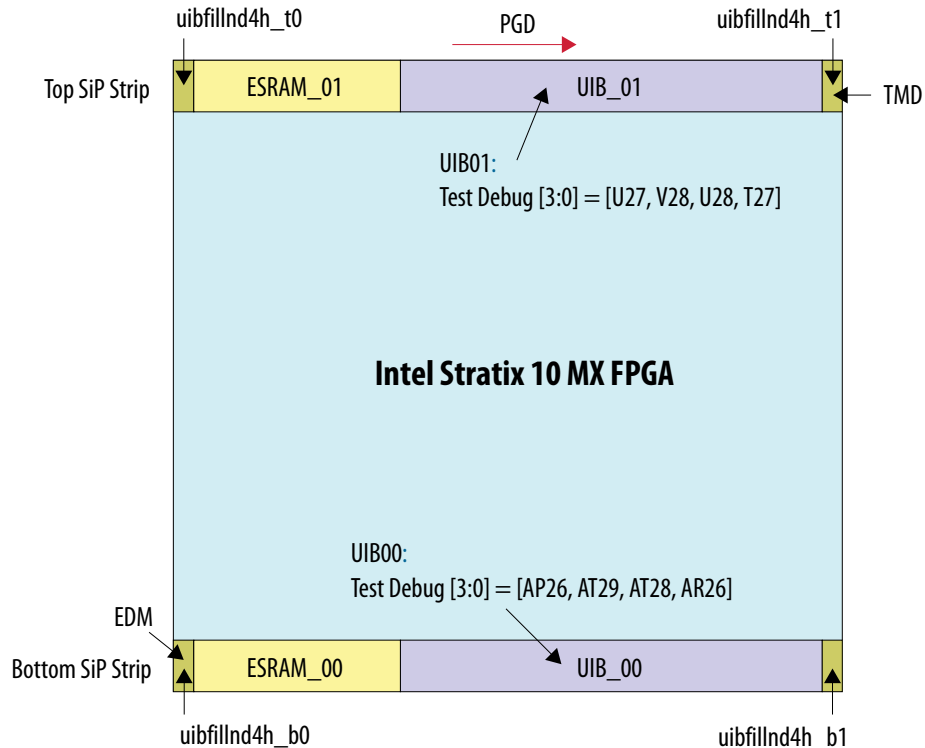 uibfillnd4h_t0
PGD
uibfillnd4h_t1
Top SiP Strip
ESRAM_01
UIB_01
TMD
UIB01:
Test Debug [3:0] = [U27, V28, U28, T27]
Intel Stratix 10 MX FPGA
UIB00:
Test Debug [3:0] = [AP26, AT29, AT28, AR26]
EDM
Bottom SiP Strip
ESRAM_00
UIB_00
uibfillnd4h_b0
uibfillnd4h b1